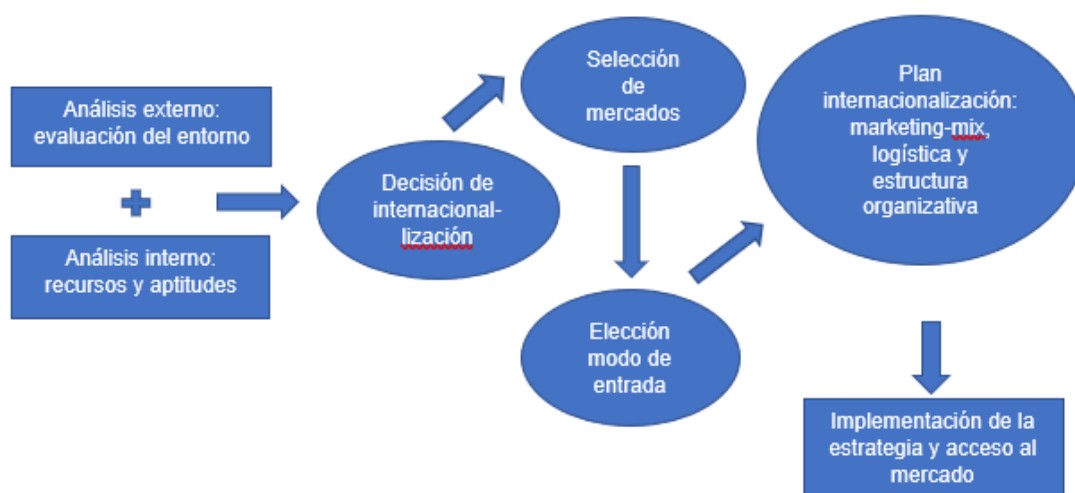 Análisis externo:
evaluación del entorno
Análisis interno:
recursos y aptitudes
Decisión de
internacional-
lización
Selección
de
mercados
Elección
modo de
entrada
Plan
internacionalización:
marketing-mix,
logística y
estructura
organizativa
Implementación de la
estrategia y acceso al
mercado